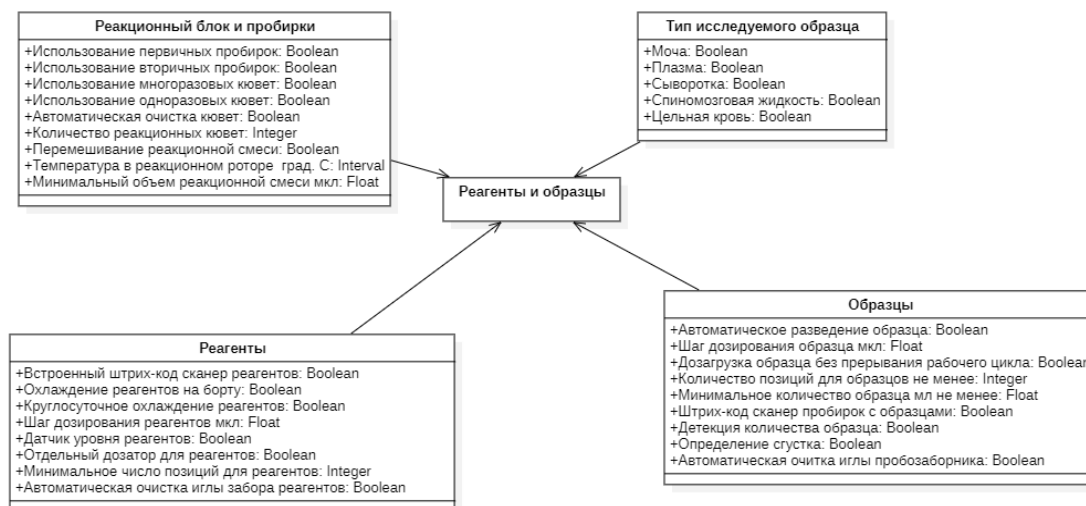 Реакционный блок и пробирки
+Использование первичных пробирок: Boolean
+Использование вторичных пробирок: Boolean
+Использование многоразовых кювет: Boolean
+Использование одноразовых кювет: Boolean
+Автоматическая очистка кювет: Boolean
+Количество реакционных кювет: Integer
+Перемешивание реакционной смеси: Boolean
+Температура в реакционном роторе град. С: Interval
+Минимальный объем реакционной смеси мкл: Float
Тип исследуемого образца
+Моча: Boolean
+Плазма: Boolean
+Сыворотка: Boolean
+Спиномозговая жидкость: Boolean
+Цельная кровь: Boolean
Реагенты и образцы
Реагенты
+Встроенный штрих-код сканер реагентов: Boolean
+Охлаждение реагентов на борту: Boolean
+Круглосуточное охлаждение реагентов: Boolean
+Шаг дозирования реагентов мкл: Float
+Датчик уровня реагентов: Boolean
+Отдельный дозатор для реагентов: Boolean
+Минимальное число позиций для реагентов: Integer
+Автоматическая очистка иглы забора реагентов: Boolean
Образцы
+Автоматическое разведение образца: Boolean
+Шаг дозирования образца мкл: Float
+Дозагрузка образца без прерывания рабочего цикла: Boolean
+Количество позиций для образцов не менее: Integer
+Минимальное количество образца мл не менее: Float
+Штрих-код сканер пробирок с образцами: Boolean
+Детекция количества образца: Boolean
+Определение сгустка: Boolean
+Автоматическая очитка иглы пробозаборника: Boolean